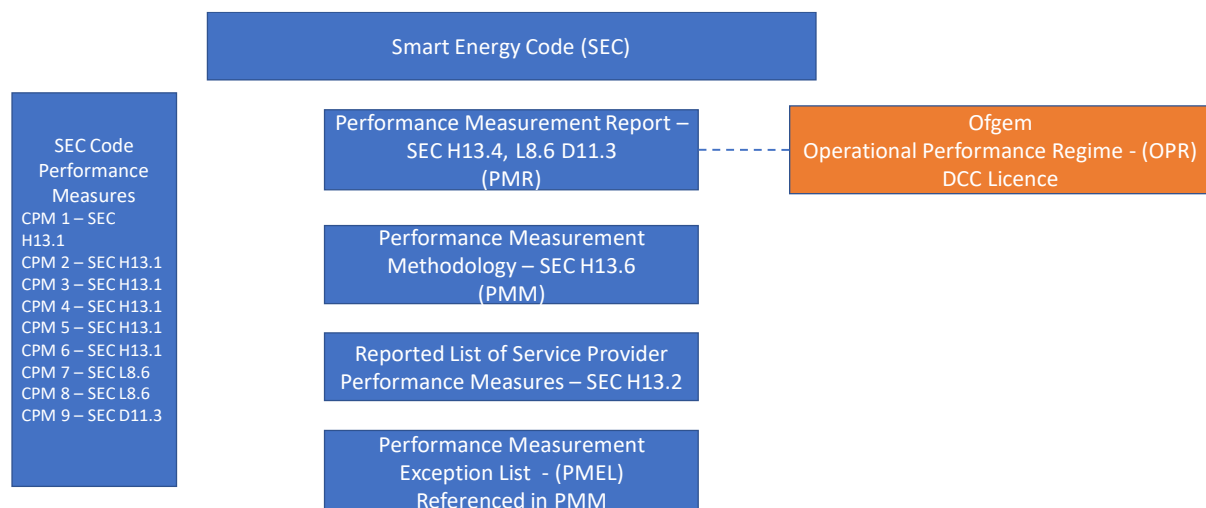 Smart Energy Code (SEC)
SEC Code
Performance
Measures
CPM 1 – SEC
H13.1
CPM 2 – SEC H13.1
CPM 3 – SEC H13.1
CPM 4 – SEC H13.1
CPM 5 – SEC H13.1
CPM 6 – SEC H13.1
CPM 7 – SEC L8.6
CPM 8 – SEC L8.6
CPM 9 – SEC D11.3
Performance Measurement Report –
SEC H13.4, L8.6 D11.3
(PMR)
Ofgem
Operational Performance Regime - (OPR)
DCC Licence
Performance Measurement
Methodology – SEC H13.6
(PMM)
Reported List of Service Provider
Performance Measures – SEC H13.2
Performance Measurement
Exception List - (PMEL)
Referenced in PMM